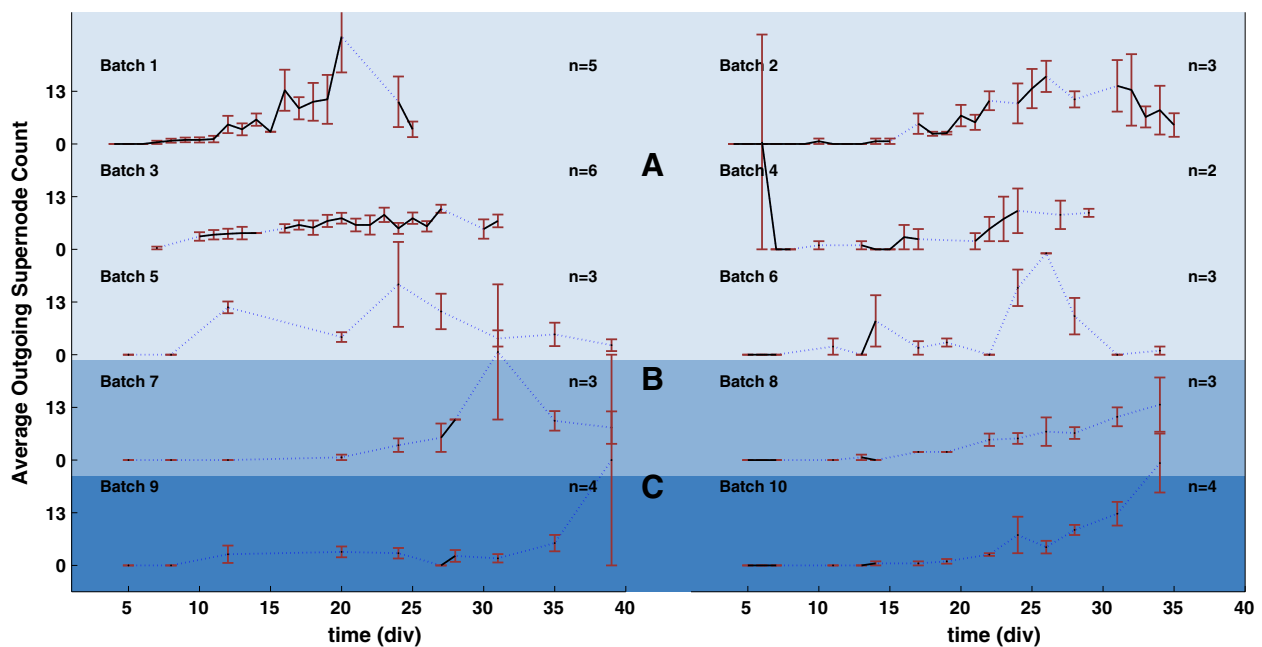 Average Outgoing Supernode Count
Batch 1 n=5 Batch 2 n=3
13
0
Batch 3 n=6 A Batch 4 n=2
13
0
Batch 5 n=3 Batch 6 n=3
13
0
Batch 7 n=3 B Batch 8 n=3
13
0
Batch 9 n=4 C Batch 10 n=4
13
0
5 10 15 20 25 30 35 40 5 10 15 20 25 30 35 40
time (div) time (div)